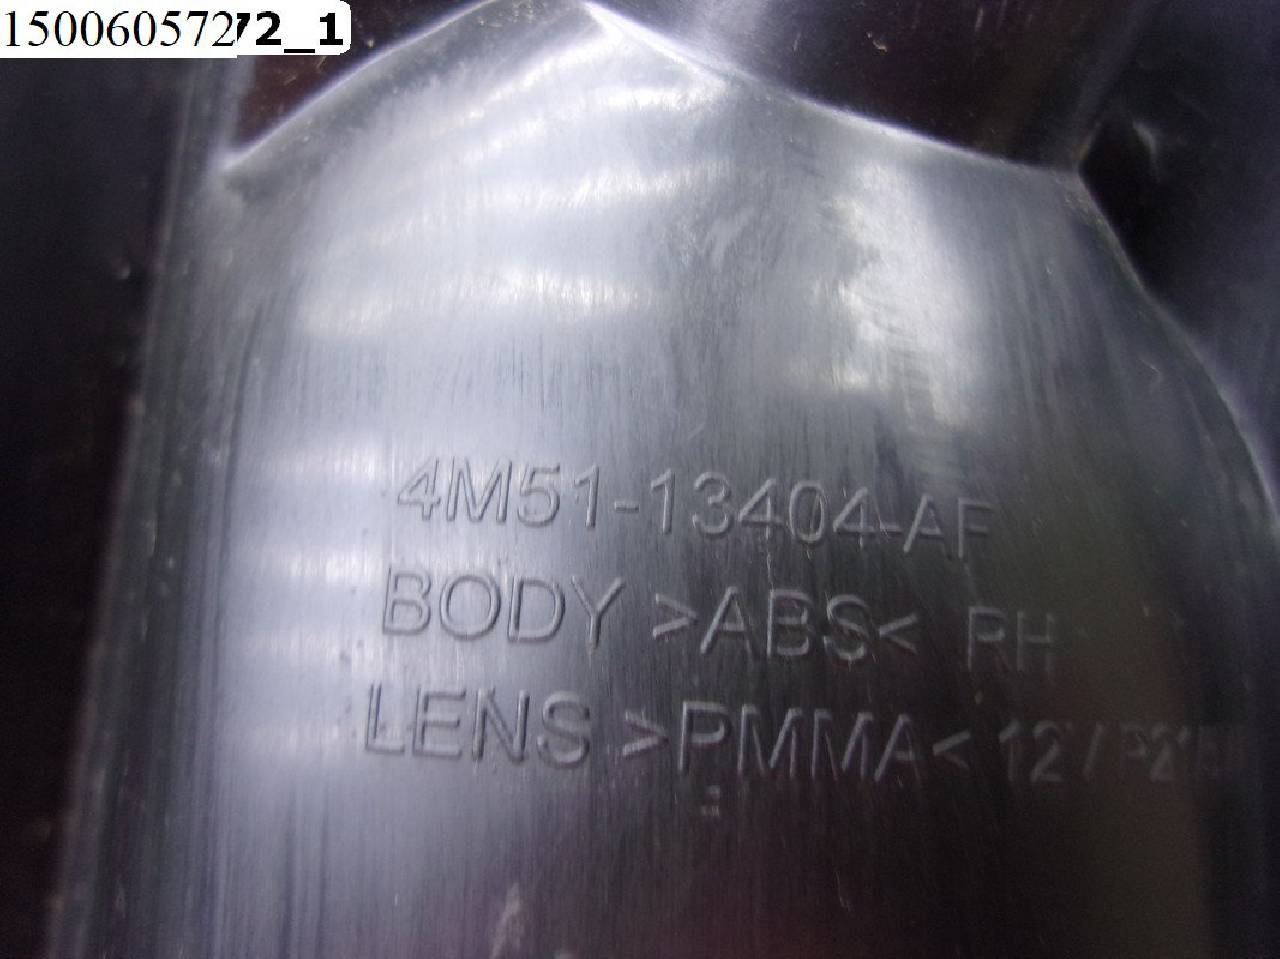 15006057272_1
4M51-13404-AF
BODY >ABS< RH
LENS >PMMA< 12 /